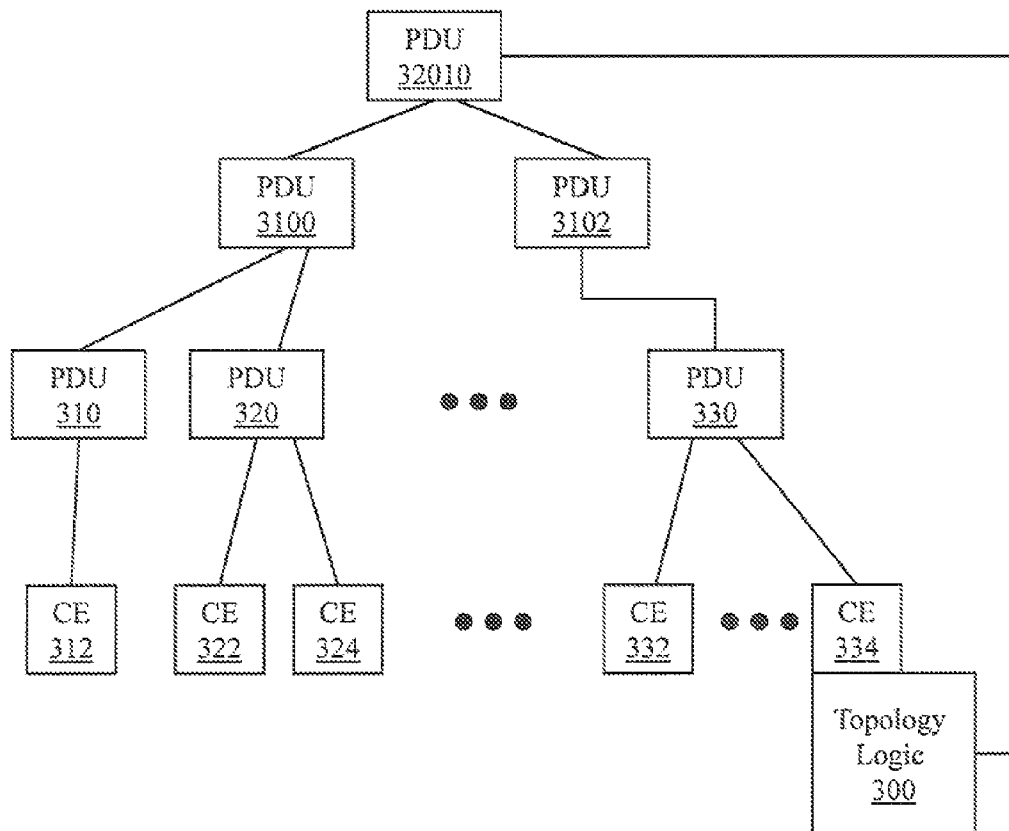 PDU
32010
PDU
3100
PDU
3102
PDU
310
PDU
320
PDU
330
CE
312
CE
322
CE
324
CE
332
CE
334
Topology
Logic
300